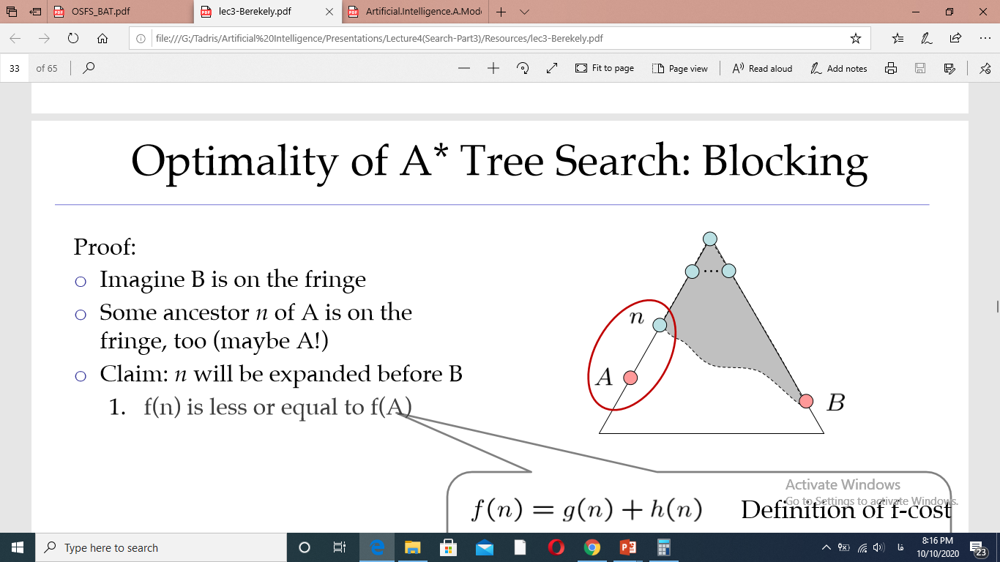 OSFS_BAT.pdf
lec3-Berekely.pdf
Artificial.Intelligence.A.Mod
file:///G:/Tadris/Artificial%20Intelligence/Presentations/Lecture4(Search-Part3)/Resources/lec3-Berekely.pdf
33 of 65
Fit to page
Page view
Read aloud
Add notes
Optimality of A* Tree Search: Blocking
Proof:
Imagine B is on the fringe
Some ancestor n of A is on the
fringe, too (maybe A!)
Claim: n will be expanded before B
1. f(n) is less or equal to f(A)
...
n
A
B
f(n) = g(n) + h(n)
Definition of f-cost
Activate Windows
Go to Settings to activate Windows.
Type here to search
فا
8:16 PM
10/10/2020
23